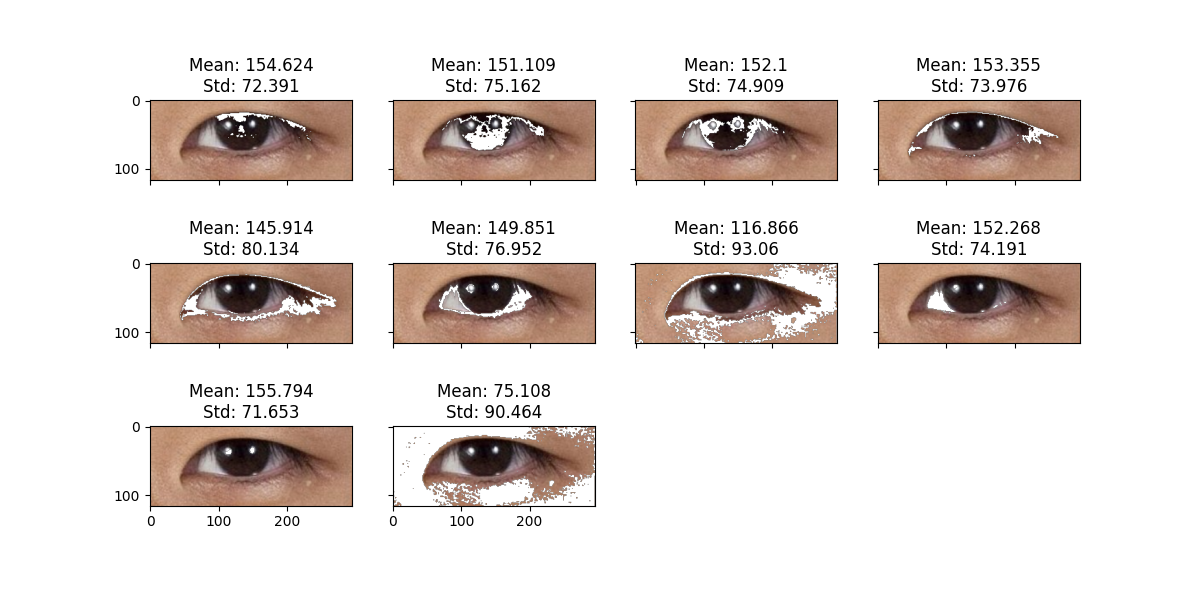 Mean: 154.624
Std: 72.391
Mean: 151.109
Std: 75.162
Mean: 152.1
Std: 74.909
Mean: 153.355
Std: 73.976
0
100
Mean: 145.914
Std: 80.134
Mean: 149.851
Std: 76.952
Mean: 116.866
Std: 93.06
Mean: 152.268
Std: 74.191
0
100
Mean: 155.794
Std: 71.653
Mean: 75.108
Std: 90.464
0
100
0 100 200
0 100 200